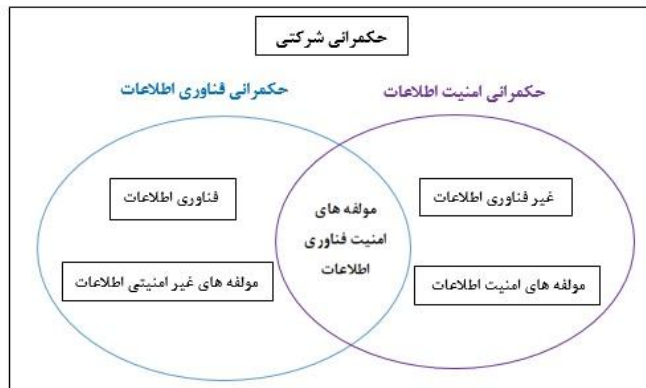 حکمرانی شرکتی
حکمرانی امنیت اطلاعات
حکمرانی فناوری اطلاعات
غیر فناوری اطلاعات
فناوری اطلاعات
مولفه های
امنیت فناوری
اطلاعات
مولفه های امنیت اطلاعات
مولفه های غیر امنیتی اطلاعات